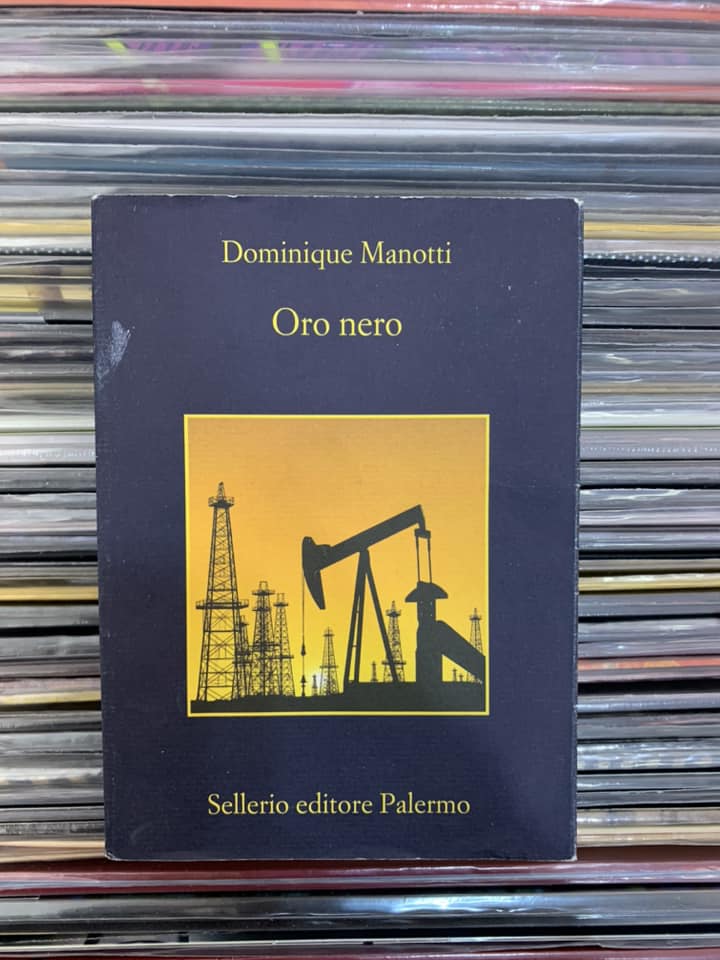 Dominique Manotti
Oro nero
Sellerio editore Palermo